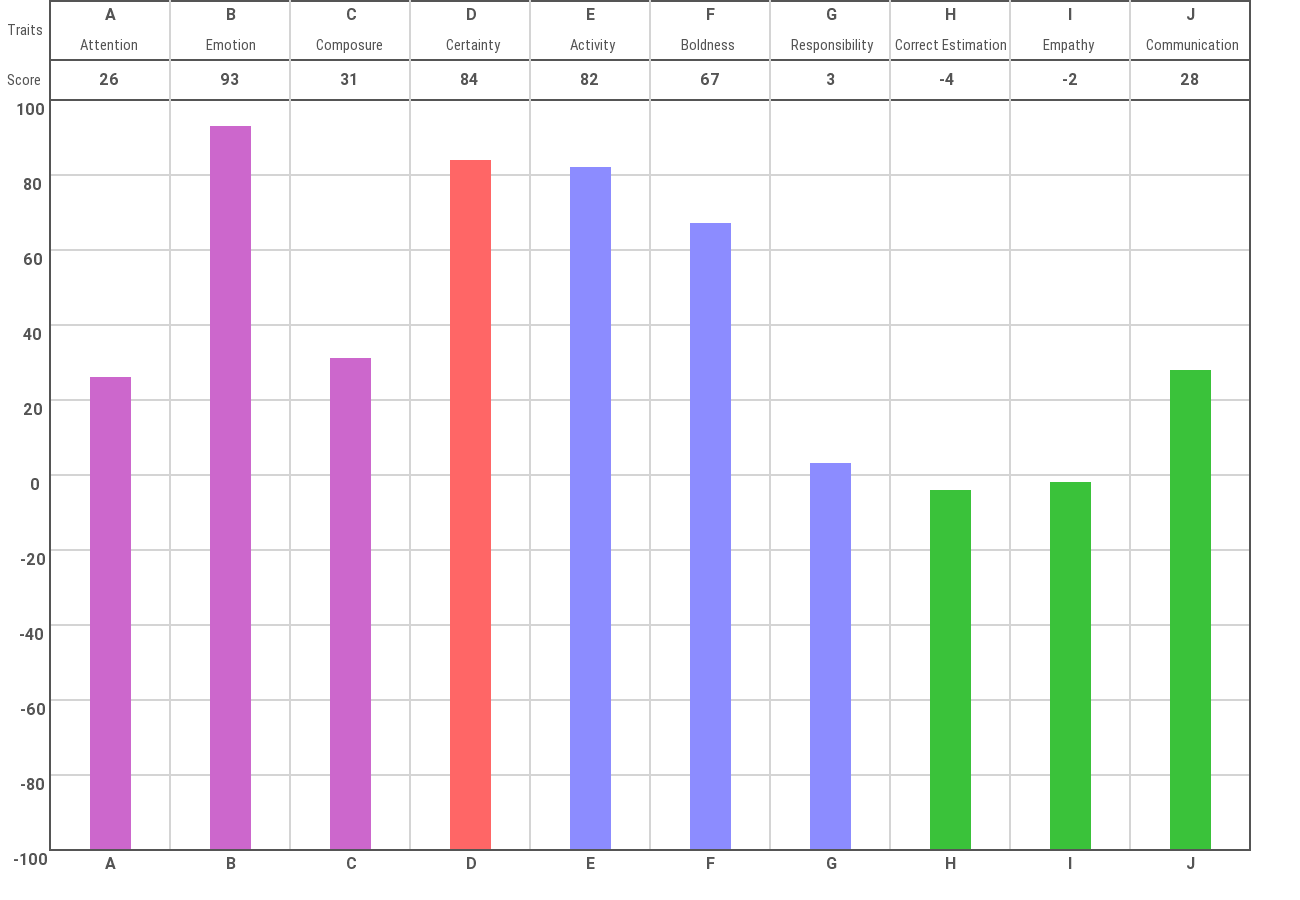 Traits A B C D E F G H I J
Attention Emotion Composure Certainty Activity Boldness Responsibility Correct Estimation Empathy Communication
Score 26 93 31 84 82 67 3 -4 -2 28
100
80
60
40
20
0
-20
-40
-60
-80
-100
A B C D E F G H I J